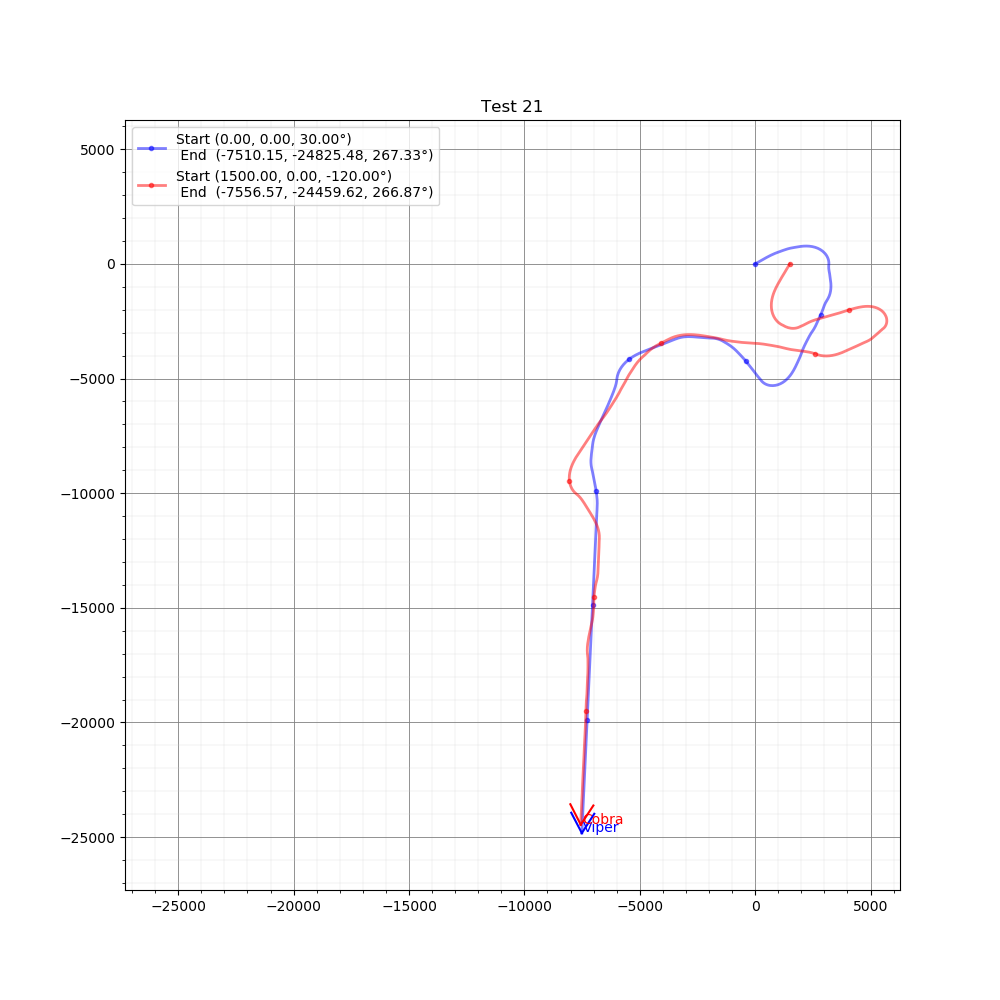 Test 21
Start (0.00, 0.00, 30.00°)
End (-7510.15, -24825.48, 267.33°)
Start (1500.00, 0.00, -120.00°)
End (-7556.57, -24459.62, 266.87°)
5000
0
−5000
−10000
−15000
−20000
−25000
Cobra
Viper
−25000 −20000 −15000 −10000 −5000 0 5000